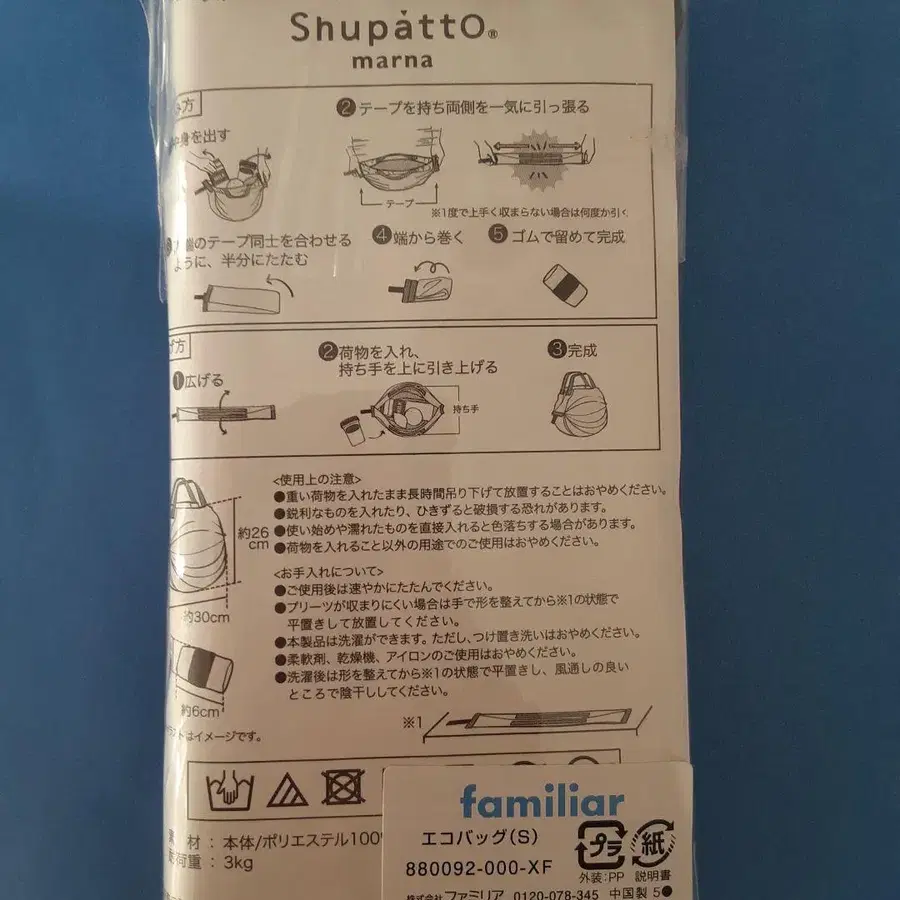 Shupatto®
marna
方
中身を出す
❷テープを持ち両側を一気に引っ張る
テープ
※1度で上手く収まらない場合は何度か引く
端のテープ同士を合わせる
ように、半分にたたむ
❹端から巻く
❺ゴムで留めて完成
方
❶広げる
❷荷物を入れ、
持ち手を上に引き上げる
持ち手
❸完成
<使用上の注意>
●重い荷物を入れたまま長時間吊り下げて放置することはおやめください。
●鋭利なものを入れたり、ひきずると破損する恐れがあります。
●使い始めや濡れたものを直接入れると色落ちする場合があります。
●荷物を入れること以外の用途でのご使用はおやめください。
約26
cm
約30cm
<お手入れについて>
●ご使用後は速やかにたたんでください。
●プリーツが収まりにくい場合は手で形を整えてから※1の状態で
平置きして放置してください。
●本製品は洗濯ができます。ただし、つけ置き洗いはおやめください。
●柔軟剤、乾燥機、アイロンのご使用はおやめください。
●洗濯後は形を整えてから※1の状態で平置きし、風通しの良い
ところで陰干ししてください。
約6cm
はイメージです。
※1
素 材：本体/ポリエステル100
荷重：3kg
familiar
エコバッグ(S)
880092-000-XF
プラ
外装:PP
紙
説明書
株式会社ファミリア 0120-078-345 中国製 5●